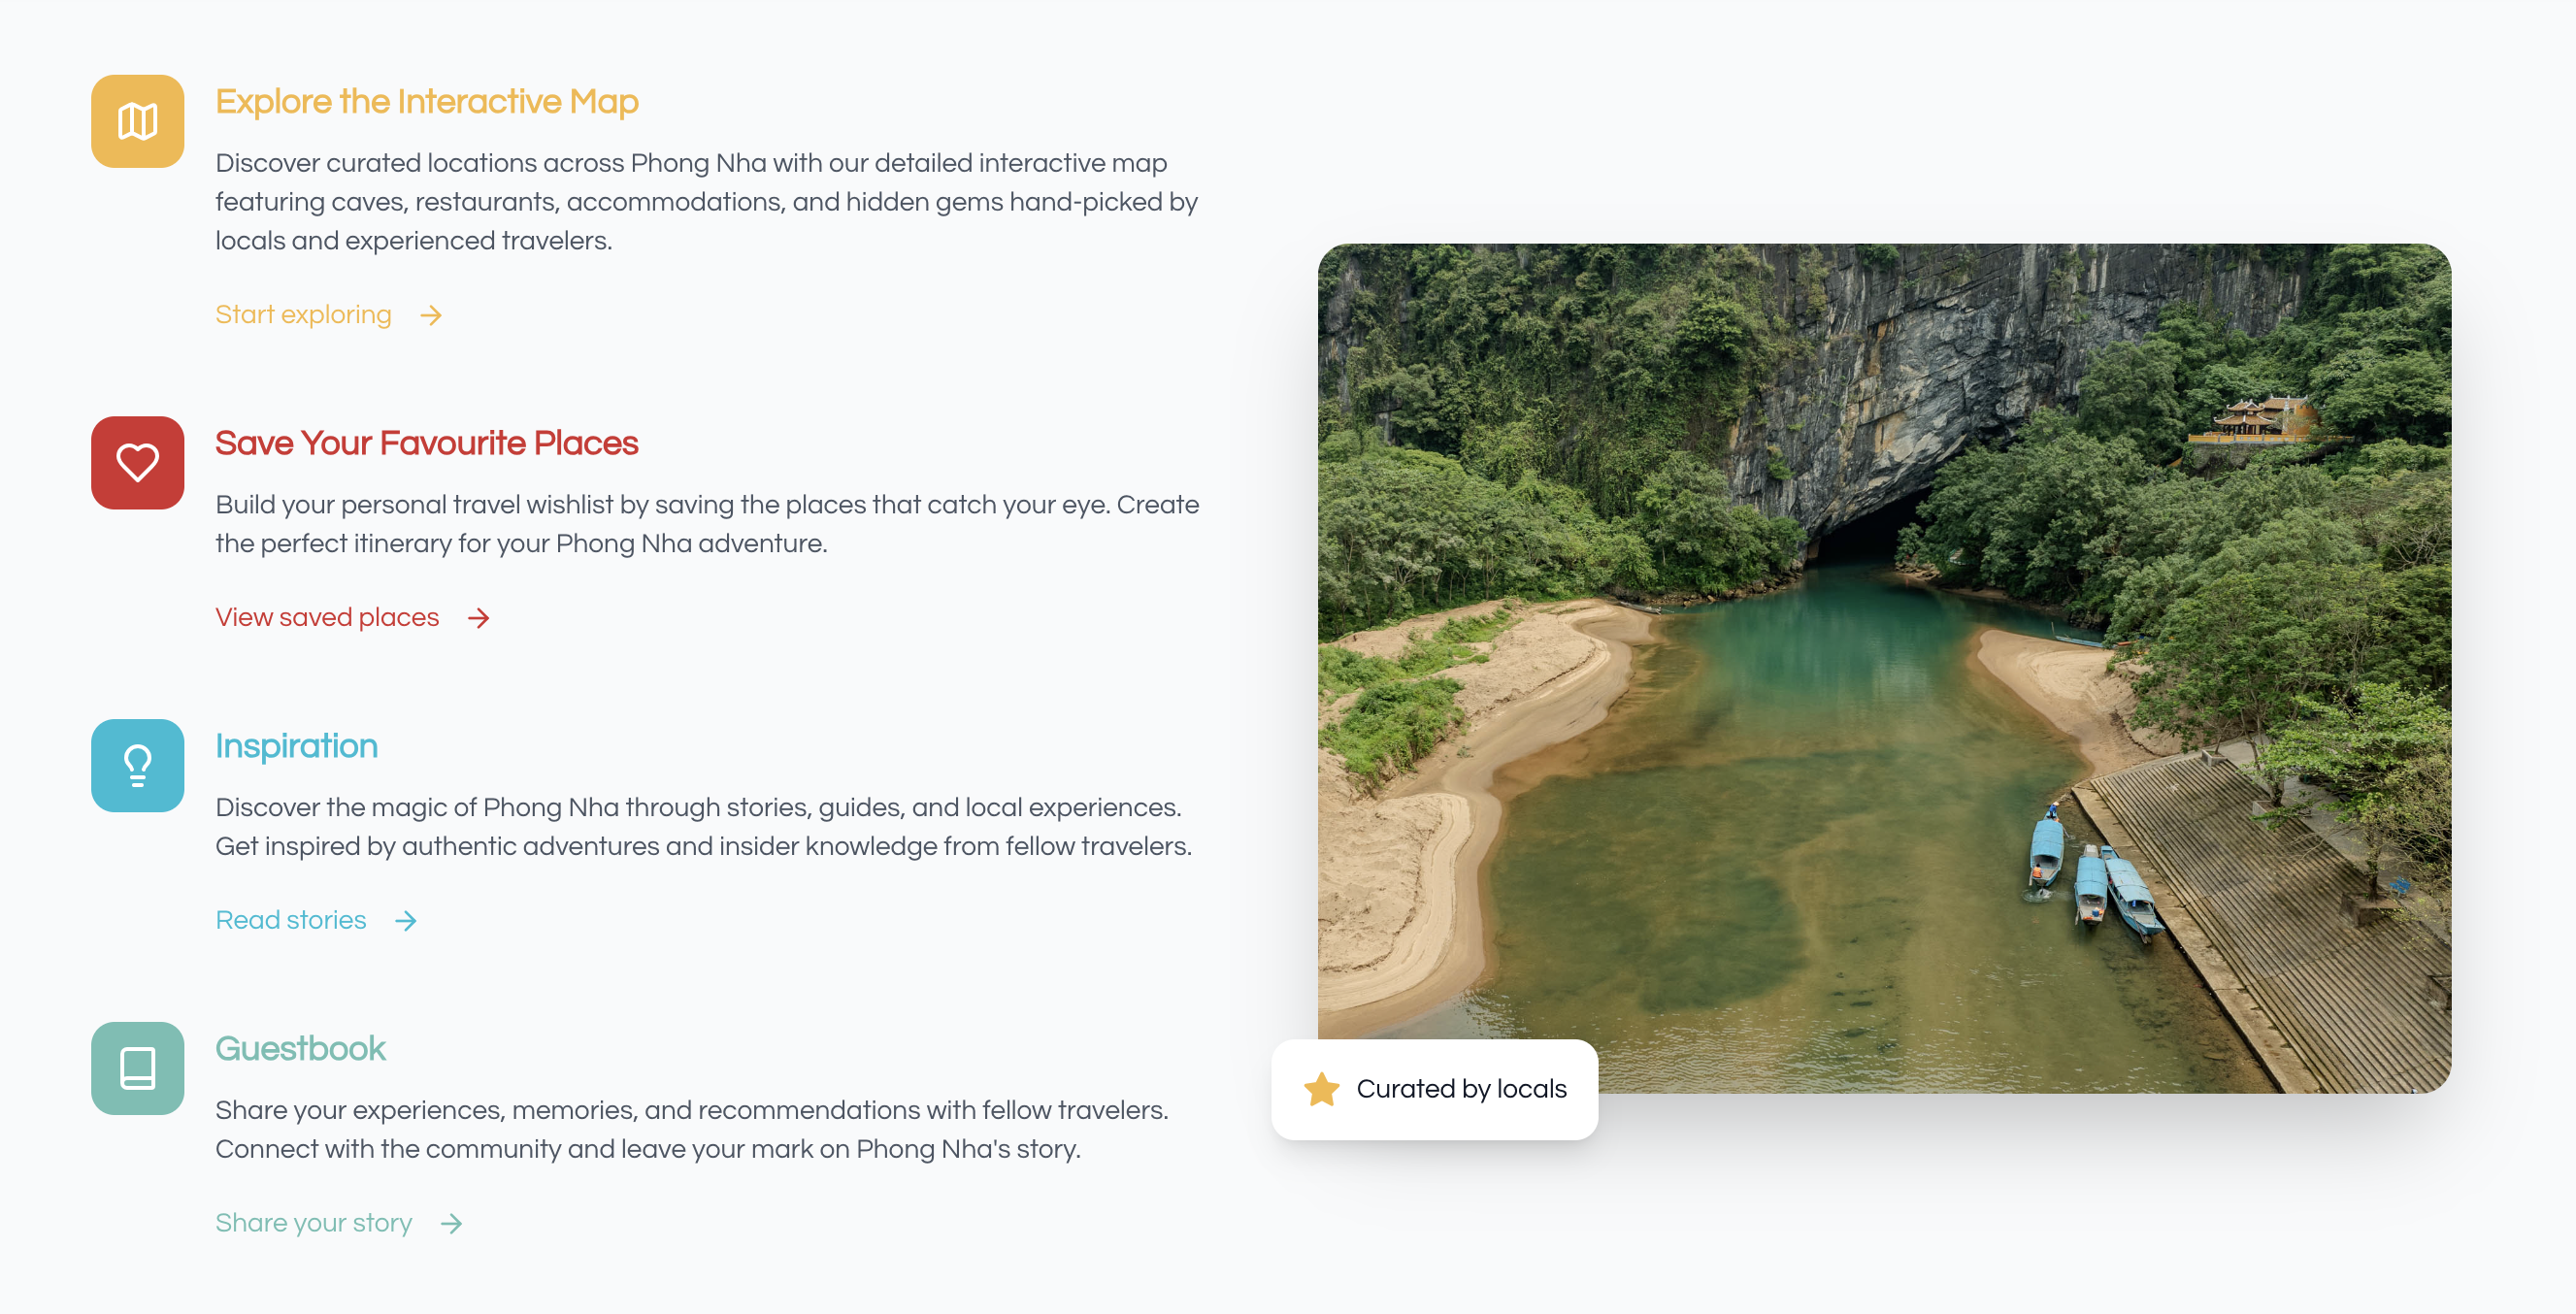 Explore the Interactive Map
Discover curated locations across Phong Nha with our detailed interactive map
featuring caves, restaurants, accommodations, and hidden gems hand-picked by
locals and experienced travelers.
Start exploring
Save Your Favourite Places
Build your personal travel wishlist by saving the places that catch your eye. Create
the perfect itinerary for your Phong Nha adventure.
View saved places
Inspiration
Discover the magic of Phong Nha through stories, guides, and local experiences.
Get inspired by authentic adventures and insider knowledge from fellow travelers.
Read stories
Guestbook
Share your experiences, memories, and recommendations with fellow travelers.
Connect with the community and leave your mark on Phong Nha's story.
Share your story
Curated by locals